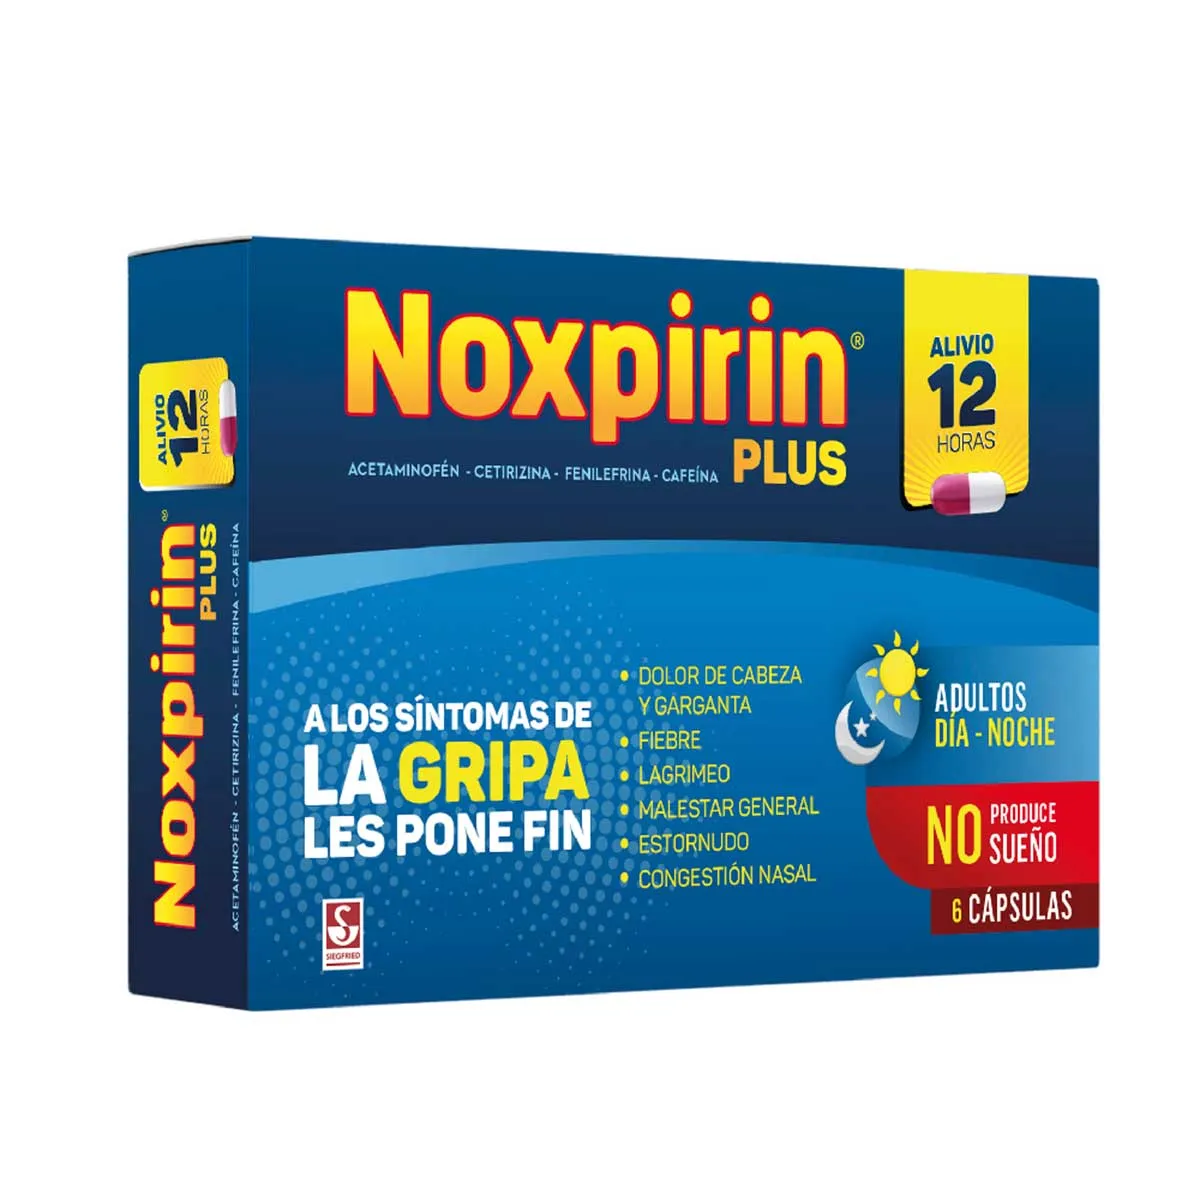 Noxpirin®
PLUS
ACETAMINOFÉN - CETIRIZINA - FENILEFRINA - CAFEÍNA
ALIVIO
12
HORAS
A LOS SÍNTOMAS DE
LA GRIPA
LES PONE FIN
• DOLOR DE CABEZA
Y GARGANTA
• FIEBRE
• LAGRIMEO
• MALESTAR GENERAL
• ESTORNUDO
• CONGESTIÓN NASAL
ADULTOS
DÍA - NOCHE
NO PRODUCE
SUEÑO
6 CÁPSULAS
S
SIEGFRIED
ALIVIO
12
HORAS
Noxpirin®
PLUS
ACETAMINOFÉN - CETIRIZINA - FENILEFRINA - CAFEÍNA